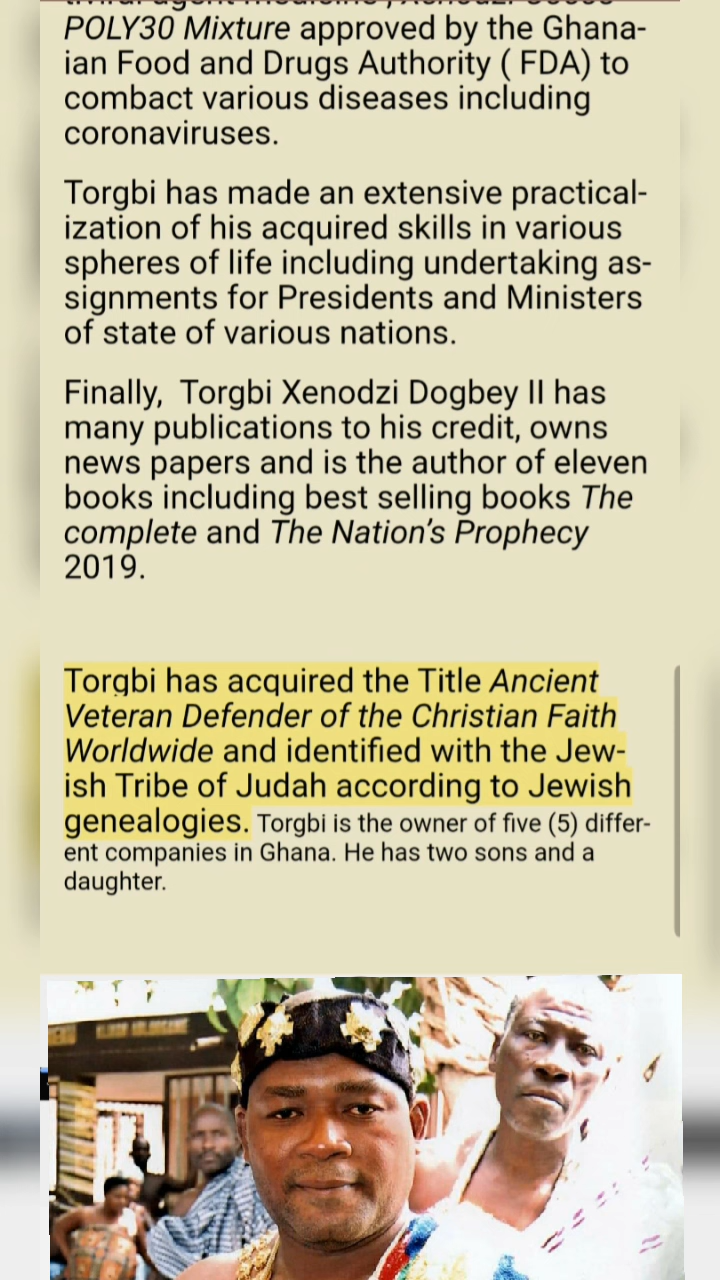 POLY30 Mixture approved by the Ghana-
ian Food and Drugs Authority ( FDA) to
combact various diseases including
coronaviruses.
Torgbi has made an extensive practical-
ization of his acquired skills in various
spheres of life including undertaking as-
signments for Presidents and Ministers
of state of various nations.
Finally,  Torgbi Xenodzi Dogbey II has
many publications to his credit, owns
news papers and is the author of eleven
books including best selling books The
complete and The Nation's Prophecy
2019.
Torgbi has acquired the Title Ancient
Veteran Defender of the Christian Faith
Worldwide and identified with the Jew-
ish Tribe of Judah according to Jewish
genealogies. Torgbi is the owner of five (5) differ-
ent companies in Ghana. He has two sons and a
daughter.